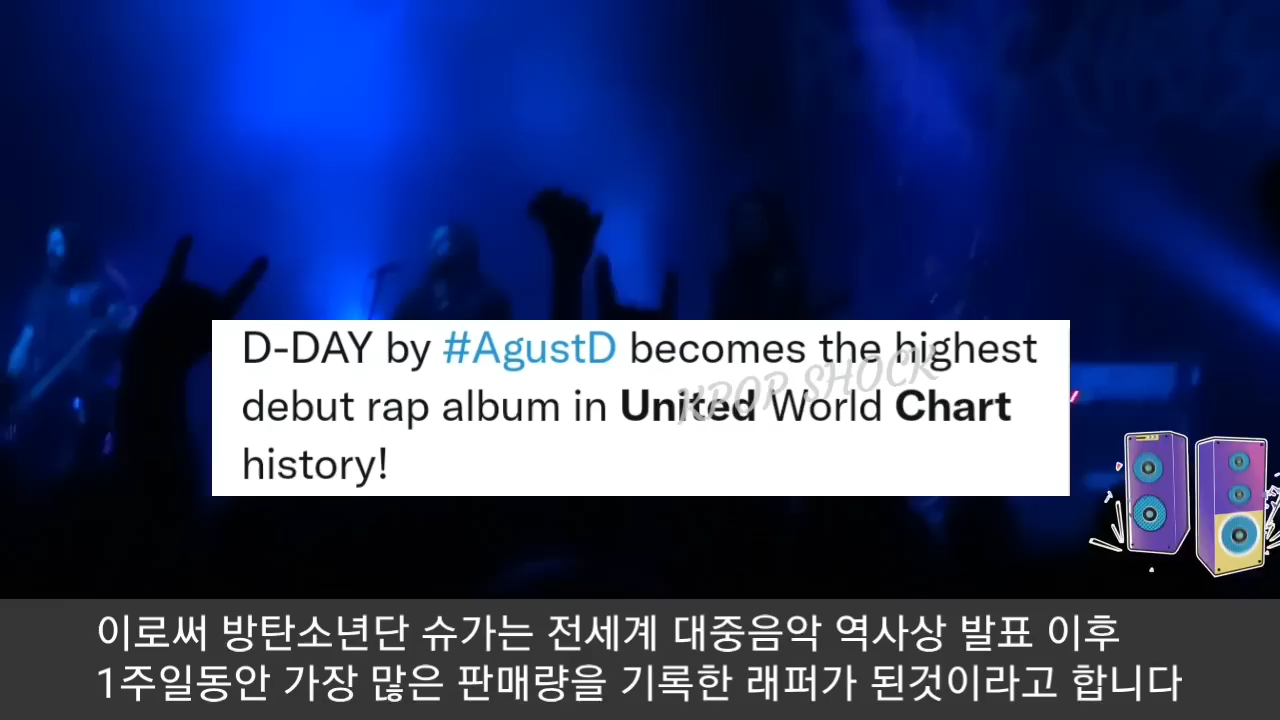 D-DAY by #AgustD becomes the highest
debut rap album in United World Chart
history!
KPOP SHOCK
이로써 방탄소년단 슈가는 전세계 대중음악 역사상 발표 이후
1주일동안 가장 많은 판매량을 기록한 래퍼가 된것이라고 합니다